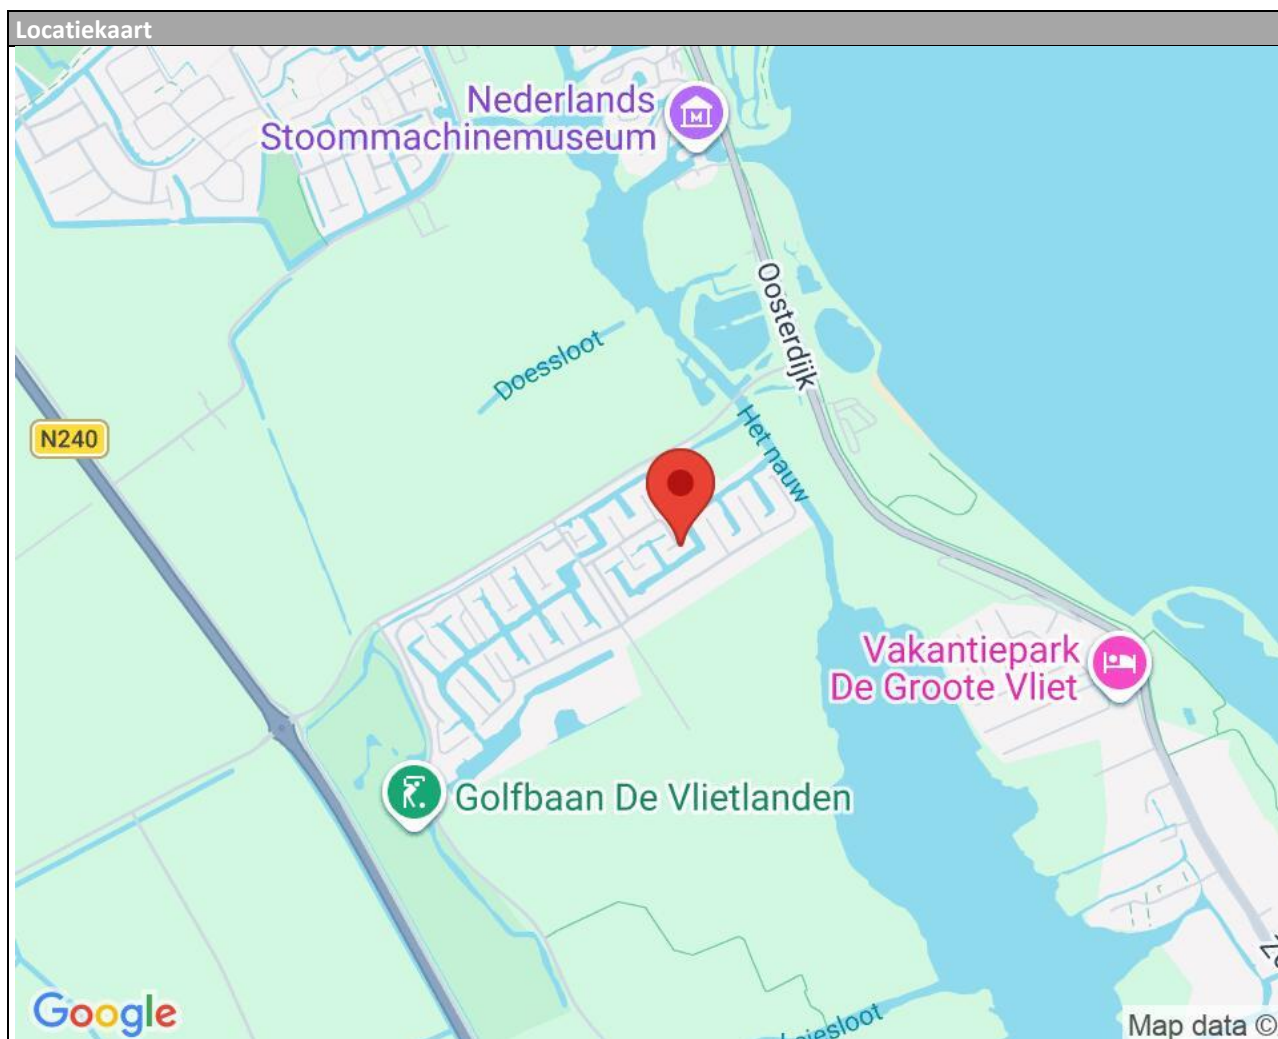 Locatiekaart
Nederlands
Stoommachinemuseum
Oosterdijk
Doessloot
Het nauw
N240
Vakantiepark
De Groote Vliet
Golfbaan De Vlietlanden
Google
Map data ©